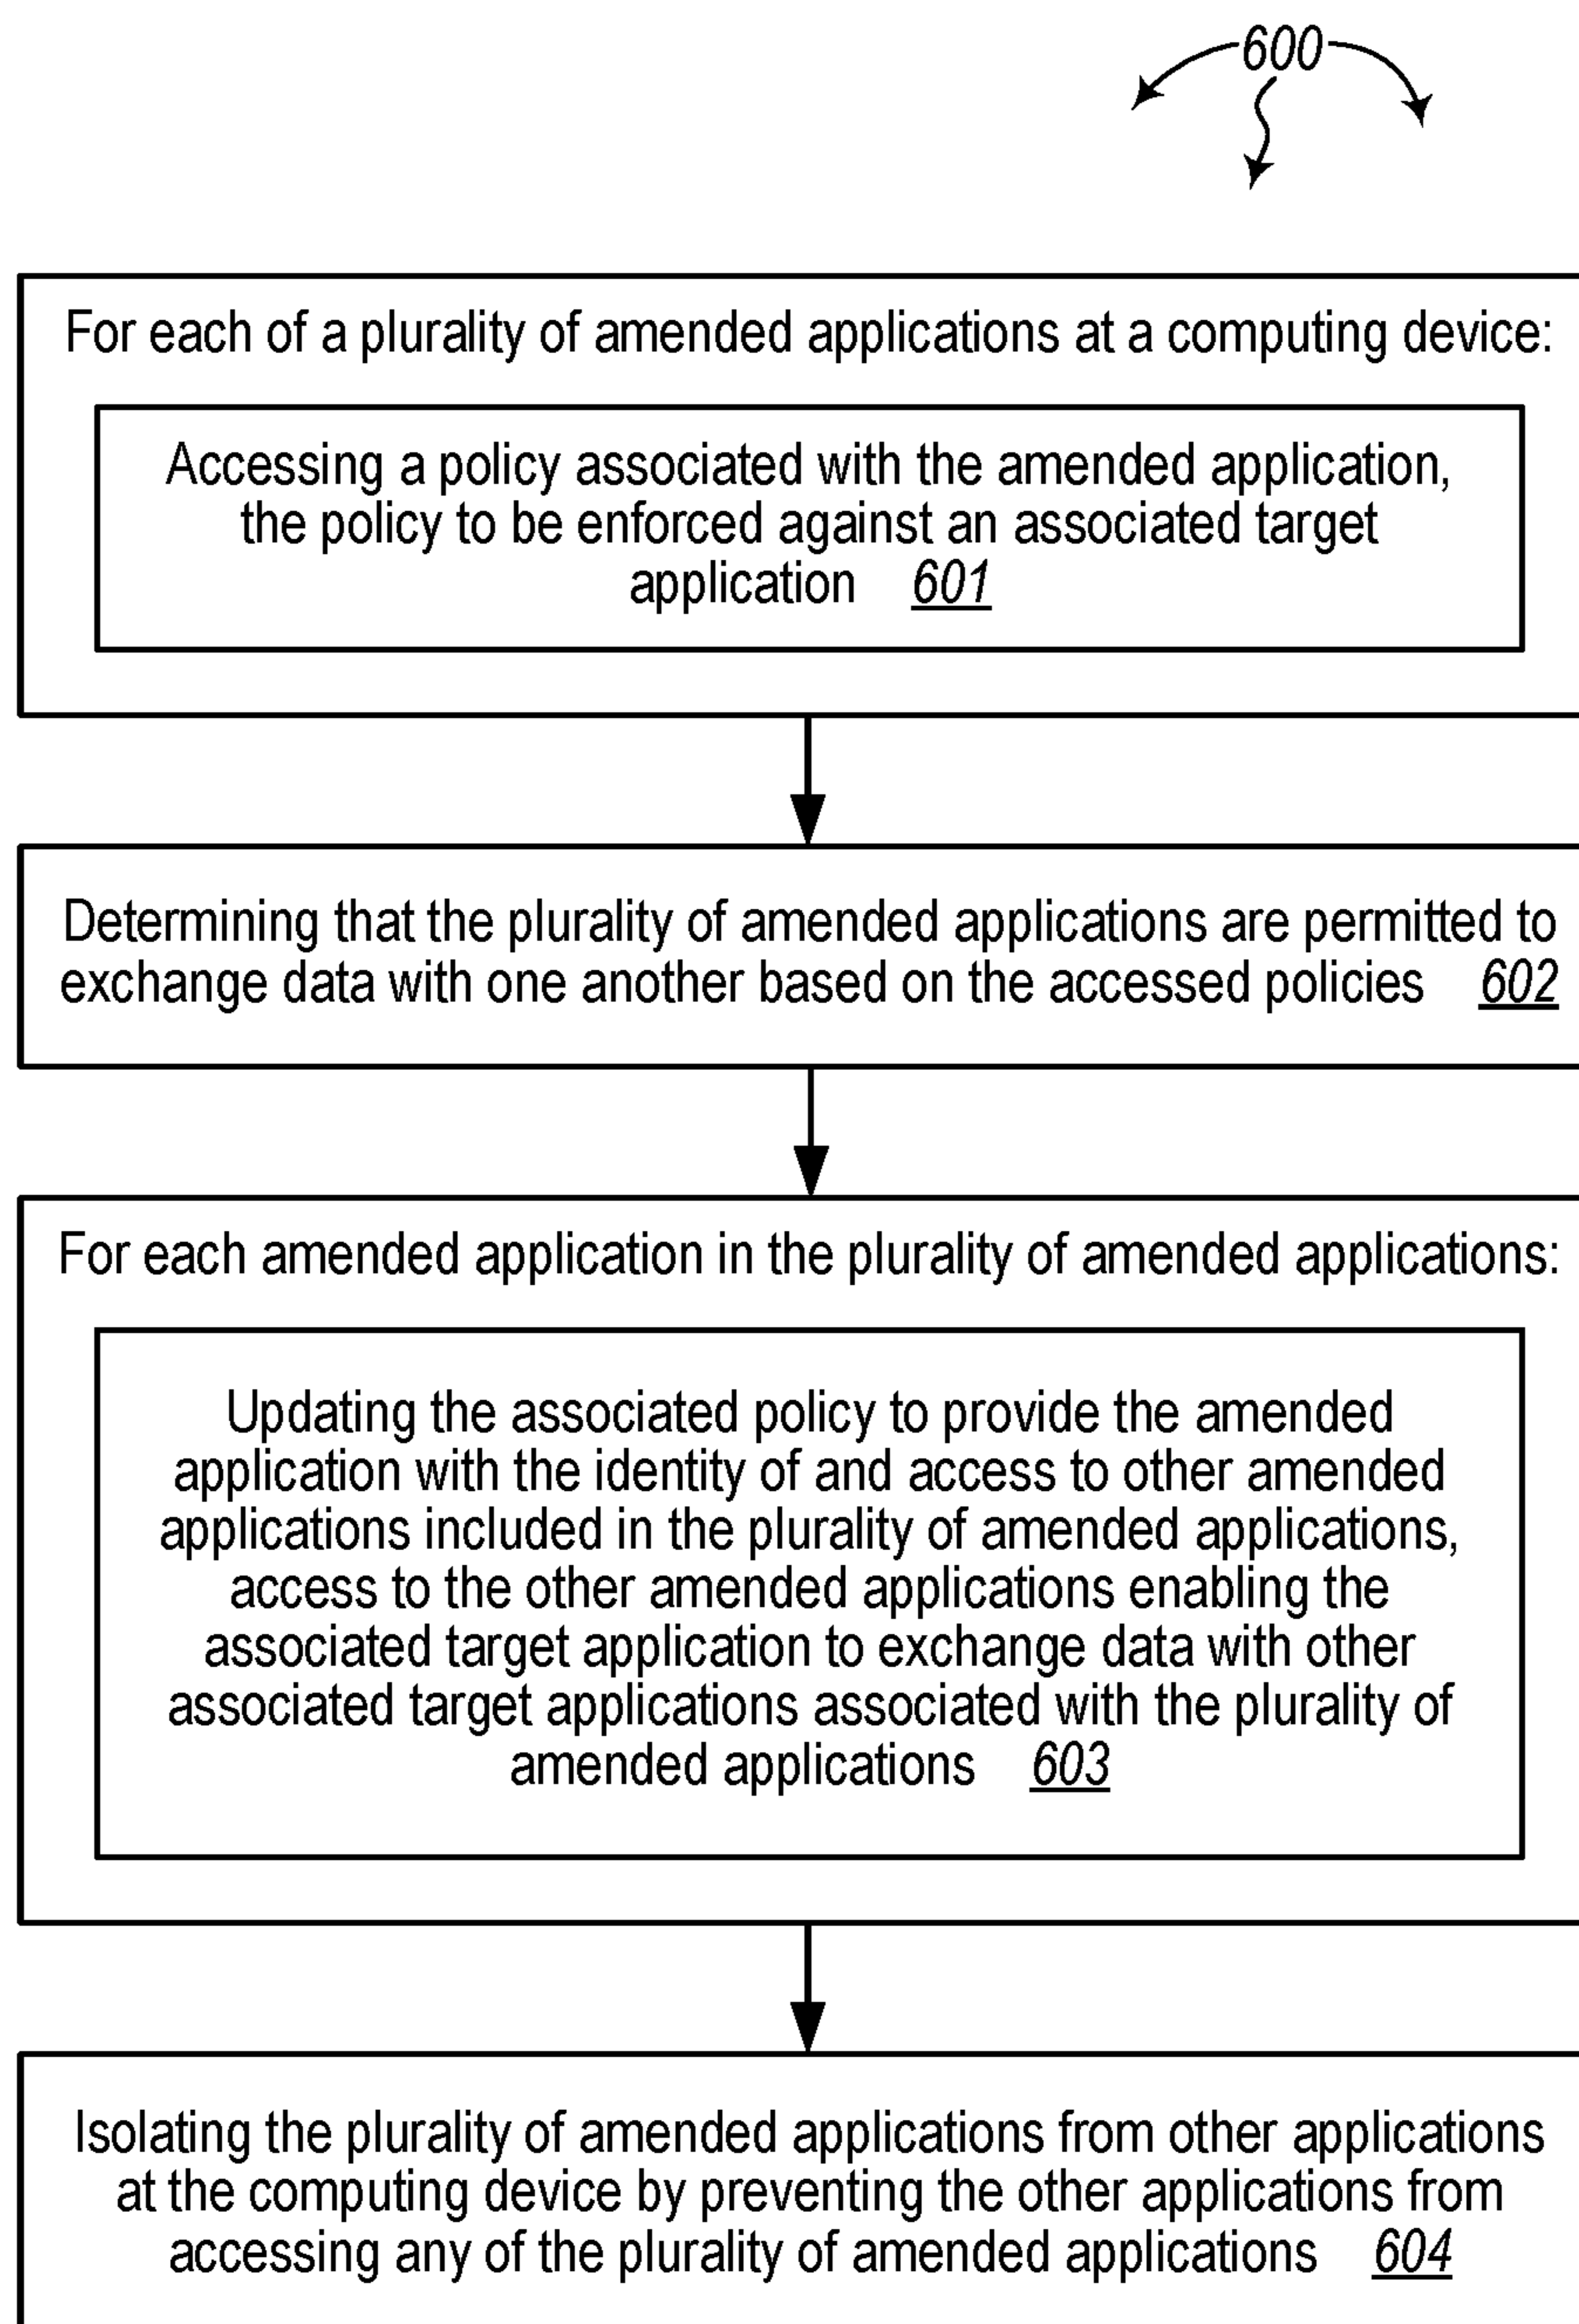 600
For each of a plurality of amended applications at a computing device:
Accessing a policy associated with the amended application,
the policy to be enforced against an associated target
application 601
Determining that the plurality of amended applications are permitted to
exchange data with one another based on the accessed policies 602
For each amended application in the plurality of amended applications:
Updating the associated policy to provide the amended
application with the identity of and access to other amended
applications included in the plurality of amended applications,
access to the other amended applications enabling the
associated target application to exchange data with other
associated target applications associated with the plurality of
amended applications 603
Isolating the plurality of amended applications from other applications
at the computing device by preventing the other applications from
accessing any of the plurality of amended applications 604